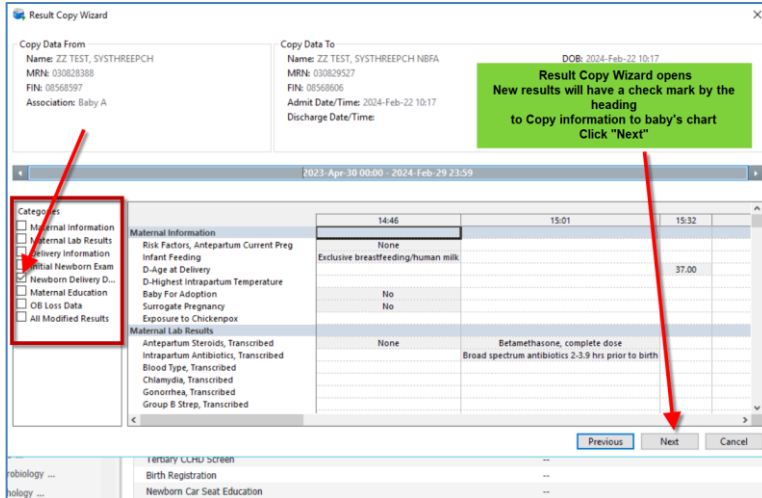 Result Copy Wizard
Copy Data From
Name: ZZ TEST, SYSTHREEPCH
MRN: 030828388
FIN: 08568597
Association: Baby A
Copy Data To
Name: ZZ TEST, SYSTHREEPCH NBFA
MRN: 030829527
FIN: 08568606
Admit Date/Time: 2024-Feb-22 10:17
Discharge Date/Time:
DOB: 2024-Feb-22 10:17
Result Copy Wizard opens
New results will have a check mark by the
heading
to Copy information to baby's chart
Click "Next"
2023-Apr-30 00:00 - 2024-Feb-29 23:59
Categories
Maternal Information
Maternal Lab Results
Delivery Information
Initial Newborn Exam
Newborn Delivery D...
Maternal Education
OB Loss Data
All Modified Results
14:46 15:01 15:32
Maternal Information
Risk Factors, Antepartum Current Preg None
Infant Feeding Exclusive breastfeeding/human milk
D-Age at Delivery 37.00
D-Highest Intrapartum Temperature
Baby For Adoption No
Surrogate Pregnancy No
Exposure to Chickenpox
Maternal Lab Results
Antepartum Steroids, Transcribed None Betamethasone, complete dose
Intrapartum Antibiotics, Transcribed Broad spectrum antibiotics 2-3.9 hrs prior to birth
Blood Type, Transcribed
Chlamydia, Transcribed
Gonorrhea, Transcribed
Group B Strep, Transcribed
Previous Next Cancel
Tertiary CCHD Screen --
robiology ... Birth Registration --
hology ... Newborn Car Seat Education --